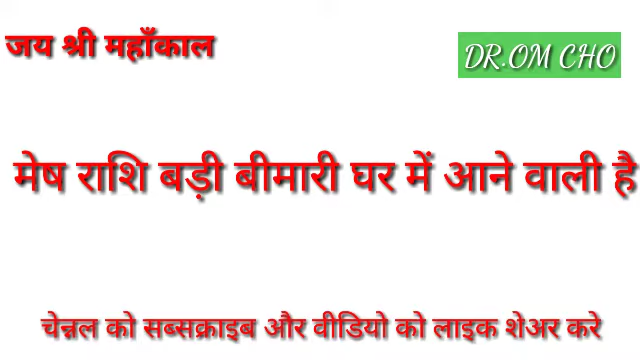 जय श्री महाँकाल
DR.OM CHO
मेष राशि बड़ी बीमारी घर में आने वाली है
चेन्नल को सब्सक्राइब और वीडियो को लाइक शेअर करे